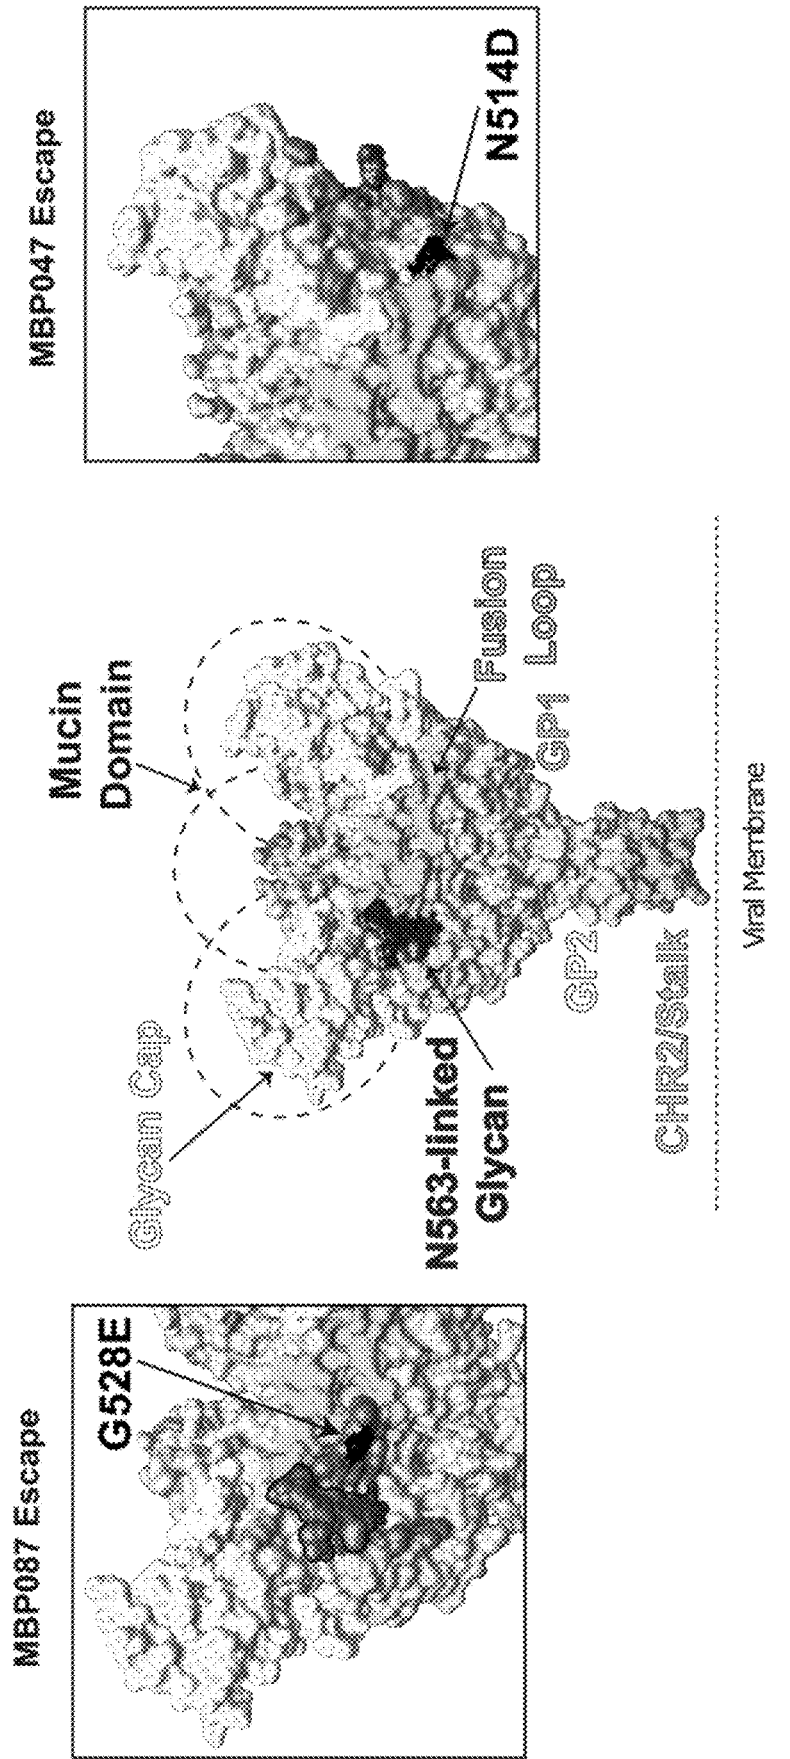 MBP087 Escape
G528E
Glycan Cap
Mucin
Domain
N563-linked
Glycan
Fusion
Loop
GP1
GP2
CHR2/Stalk
Viral Membrane
MBP047 Escape
N514D